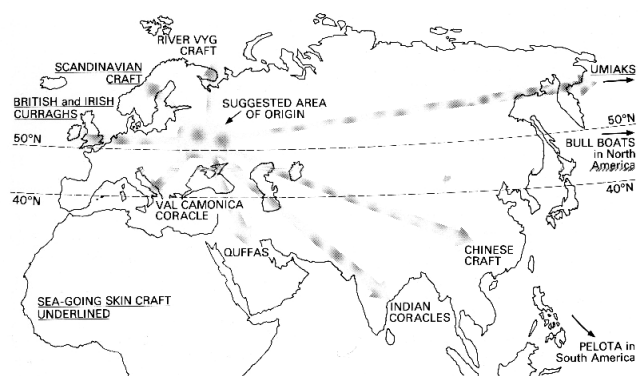 RIVER VYG
CRAFT
SCANDINAVIAN
CRAFT
BRITISH and IRISH
CURRAGHS
50°N
40°N
SUGGESTED AREA
OF ORIGIN
UMIAKS
50°N
BULL BOATS
in North
America
40°N
VAL CAMONICA
CORACLE
QUFFAS
CHINESE
CRAFT
INDIAN
CORACLES
SEA-GOING SKIN CRAFT
UNDERLINED
PELOTA in
South America